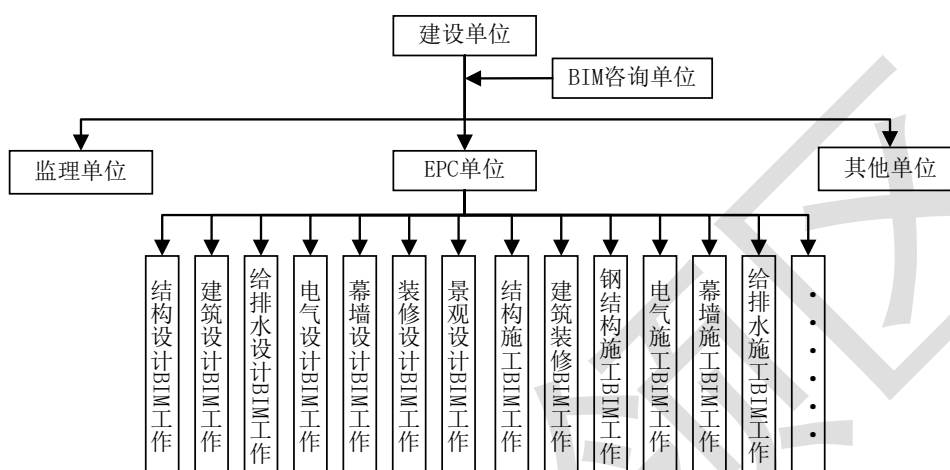 建设单位
BIM咨询单位
监理单位
EPC单位
其他单位
结构设计BIM工作
建筑设计BIM工作
给排水设计BIM工作
电气设计BIM工作
幕墙设计BIM工作
装修设计BIM工作
景观设计BIM工作
结构施工BIM工作
建筑装修BIM工作
钢结构施工BIM工作
电气施工BIM工作
幕墙施工BIM工作
给排水施工BIM工作
······